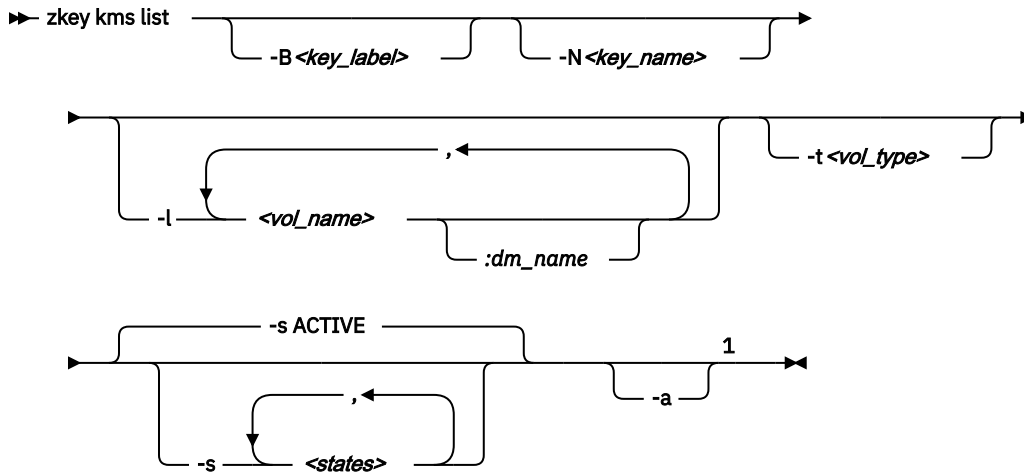 zkey kms list
-B <key_label>
-N <key_name>
,
-l <vol_name>
:dm_name
-t <vol_type>
-s ACTIVE
1
-a
,
-s <states>